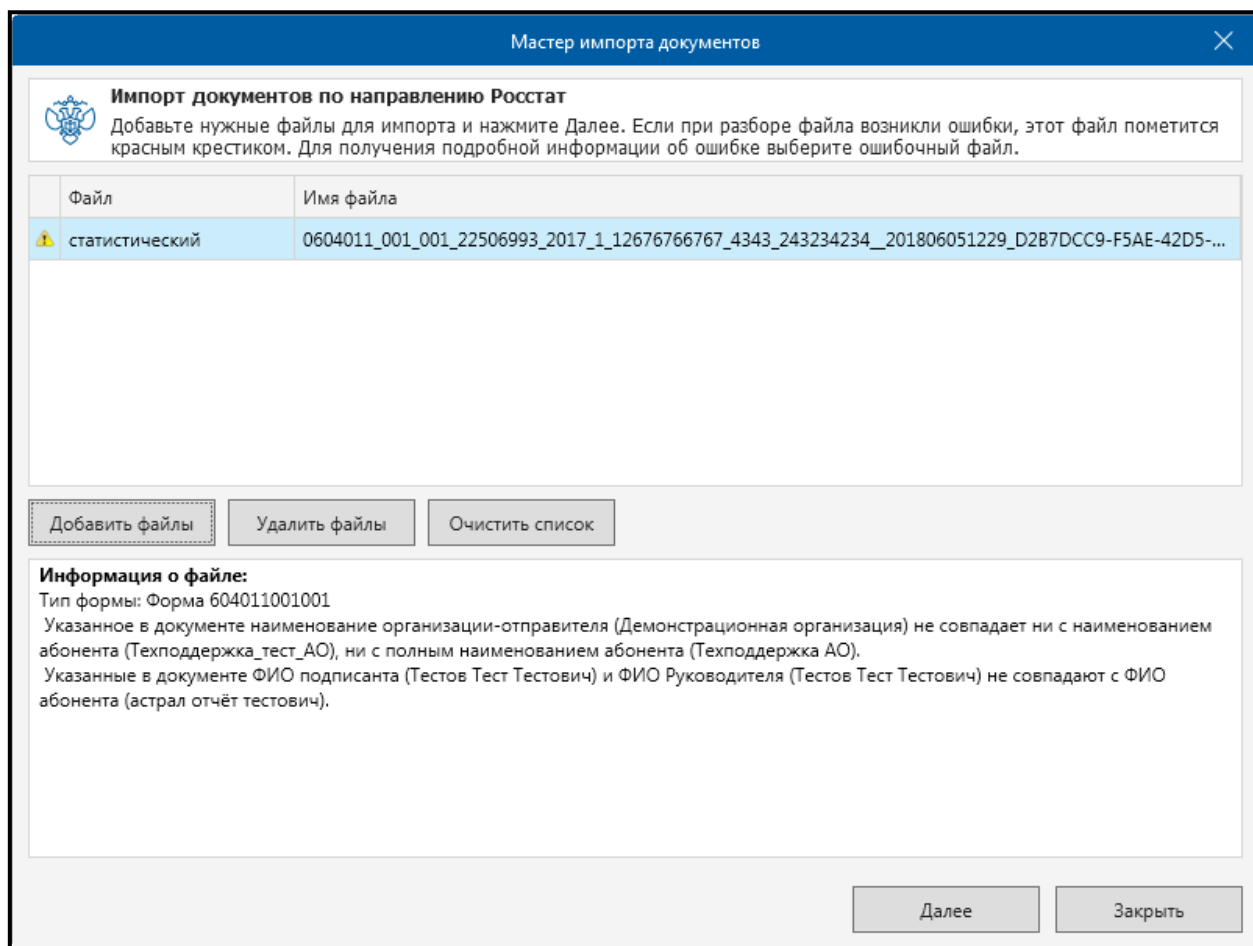 Мастер импорта документов
Импорт документов по направлению Росстат
Добавьте нужные файлы для импорта и нажмите Далее. Если при разборе файла возникли ошибки, этот файл пометится
красным крестиком. Для получения подробной информации об ошибке выберите ошибочный файл.
Файл Имя файла
статистический 0604011_001_001_22506993_2017_1_12676766767_4343_243234234__201806051229_D2B7DCC9-F5AE-42D5-...
Добавить файлы Удалить файлы Очистить список
Информация о файле:
Тип формы: Форма 604011001001
Указанное в документе наименование организации-отправителя (Демонстрационная организация) не совпадает ни с наименованием
абонента (Техподдержка_тест_АО), ни с полным наименованием абонента (Техподдержка АО).
Указанные в документе ФИО подписанта (Тестов Тест Тестович) и ФИО Руководителя (Тестов Тест Тестович) не совпадают с ФИО
абонента (астрал отчёт тестович).
Далее Закрыть